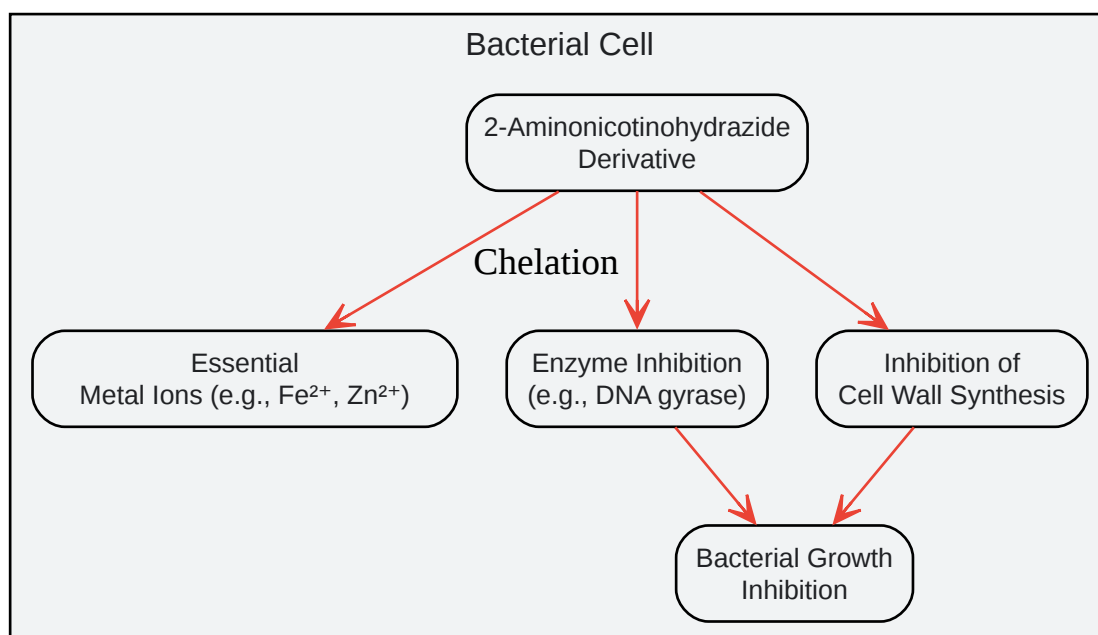 Bacterial Cell
2-Aminonicotinohydrazide
Derivative
Chelation
Essential
Metal Ions (e.g., Fe²⁺, Zn²⁺)
Enzyme Inhibition
(e.g., DNA gyrase)
Inhibition of
Cell Wall Synthesis
Bacterial Growth
Inhibition